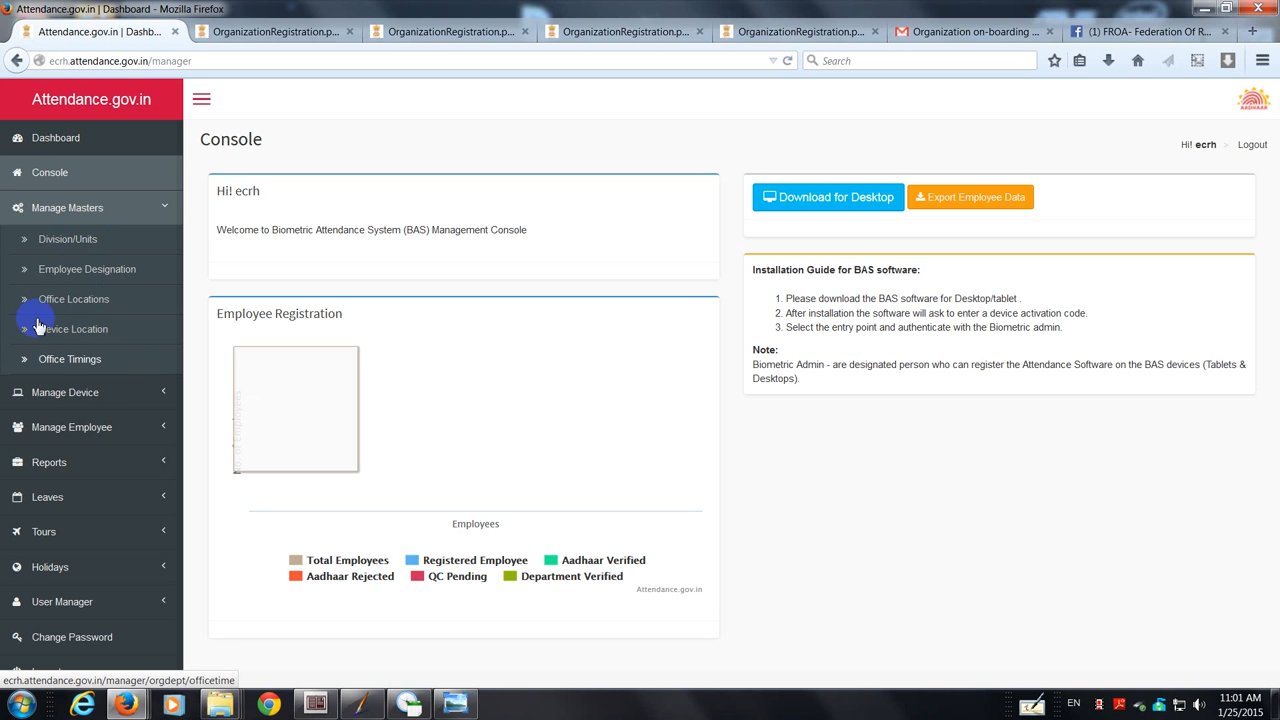 Attendance.gov.in | Dashboard - Mozilla Firefox
Attendance.gov.in | Dashb...
OrganizationRegistration.p...
OrganizationRegistration.p...
OrganizationRegistration.p...
OrganizationRegistration.p...
Organization on-boarding ...
(1) FROA- Federation Of R...
ecrh.attendance.gov.in/manager
Search
Attendance.gov.in
AADHAAR
Dashboard
Console
Manage Masters
Division/Units
Employee Designation
Office Locations
Device Location
Office Timings
Manage Device
Manage Employee
Reports
Leaves
Tours
Holidays
User Manager
Change Password
ecrh.attendance.gov.in/manager/orgdept/officetime
Console
Hi! ecrh > Logout
Hi! ecrh
Welcome to Biometric Attendance System (BAS) Management Console
Employee Registration
Employees
Total Employees Registered Employee Aadhaar Verified
Aadhaar Rejected QC Pending Department Verified
Attendance.gov.in
Download for Desktop
Export Employee Data
Installation Guide for BAS software:
1. Please download the BAS software for Desktop/tablet .
2. After installation the software will ask to enter a device activation code.
3. Select the entry point and authenticate with the Biometric admin.
Note:
Biometric Admin - are designated person who can register the Attendance Software on the BAS devices (Tablets &
Desktops).
EN
11:01 AM
1/25/2015